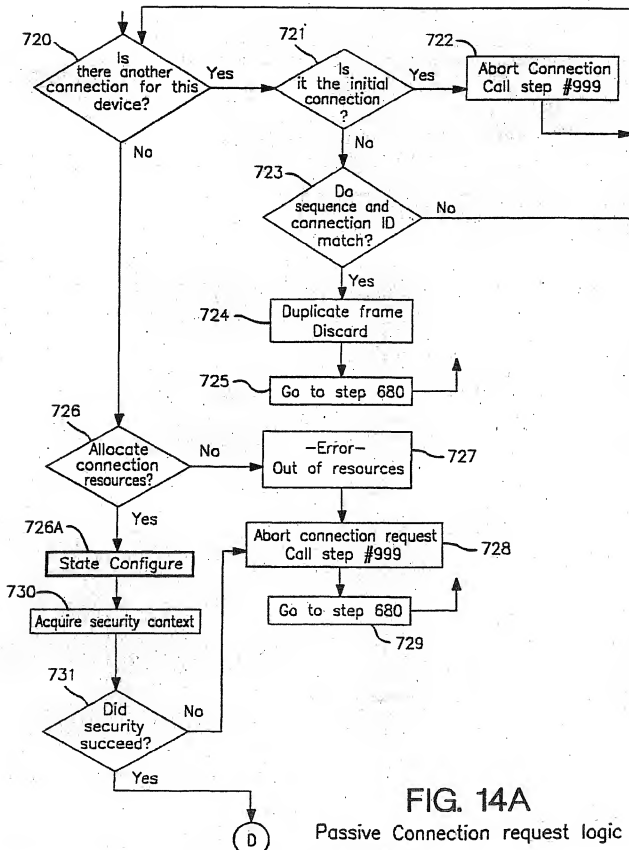 720
Is
there another
connection for this
device?
Yes
No
721
Is
it the initial
connection
?
Yes
No
722
Abort Connection
Call step #999
723
Do
sequence and
connection ID
match?
No
Yes
724
Duplicate frame
Discard
725
Go to step 680
726
Allocate
connection
resources?
No
Yes
-Error-
Out of resources
727
726A
State Configure
Abort connection request
Call step #999
728
730
Acquire security context
Go to step 680
729
731
Did
security
succeed?
No
Yes
D
FIG. 14A
Passive Connection request logic